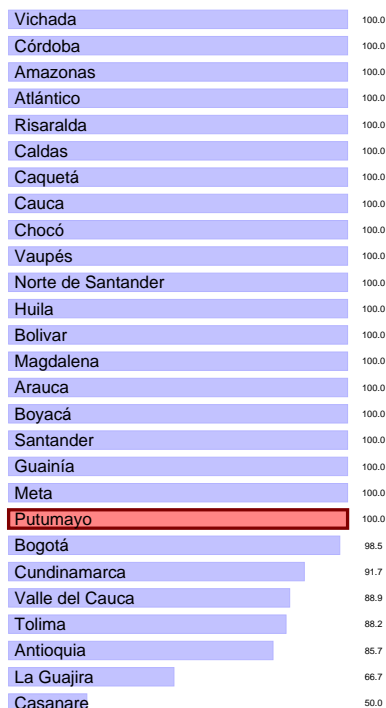 Vichada 100.0
Córdoba 100.0
Amazonas 100.0
Atlántico 100.0
Risaralda 100.0
Caldas 100.0
Caquetá 100.0
Cauca 100.0
Chocó 100.0
Vaupés 100.0
Norte de Santander 100.0
Huila 100.0
Bolivar 100.0
Magdalena 100.0
Arauca 100.0
Boyacá 100.0
Santander 100.0
Guainía 100.0
Meta 100.0
Putumayo 100.0
Bogotá 98.5
Cundinamarca 91.7
Valle del Cauca 88.9
Tolima 88.2
Antioquia 85.7
La Guajira 66.7
Casanare 50.0